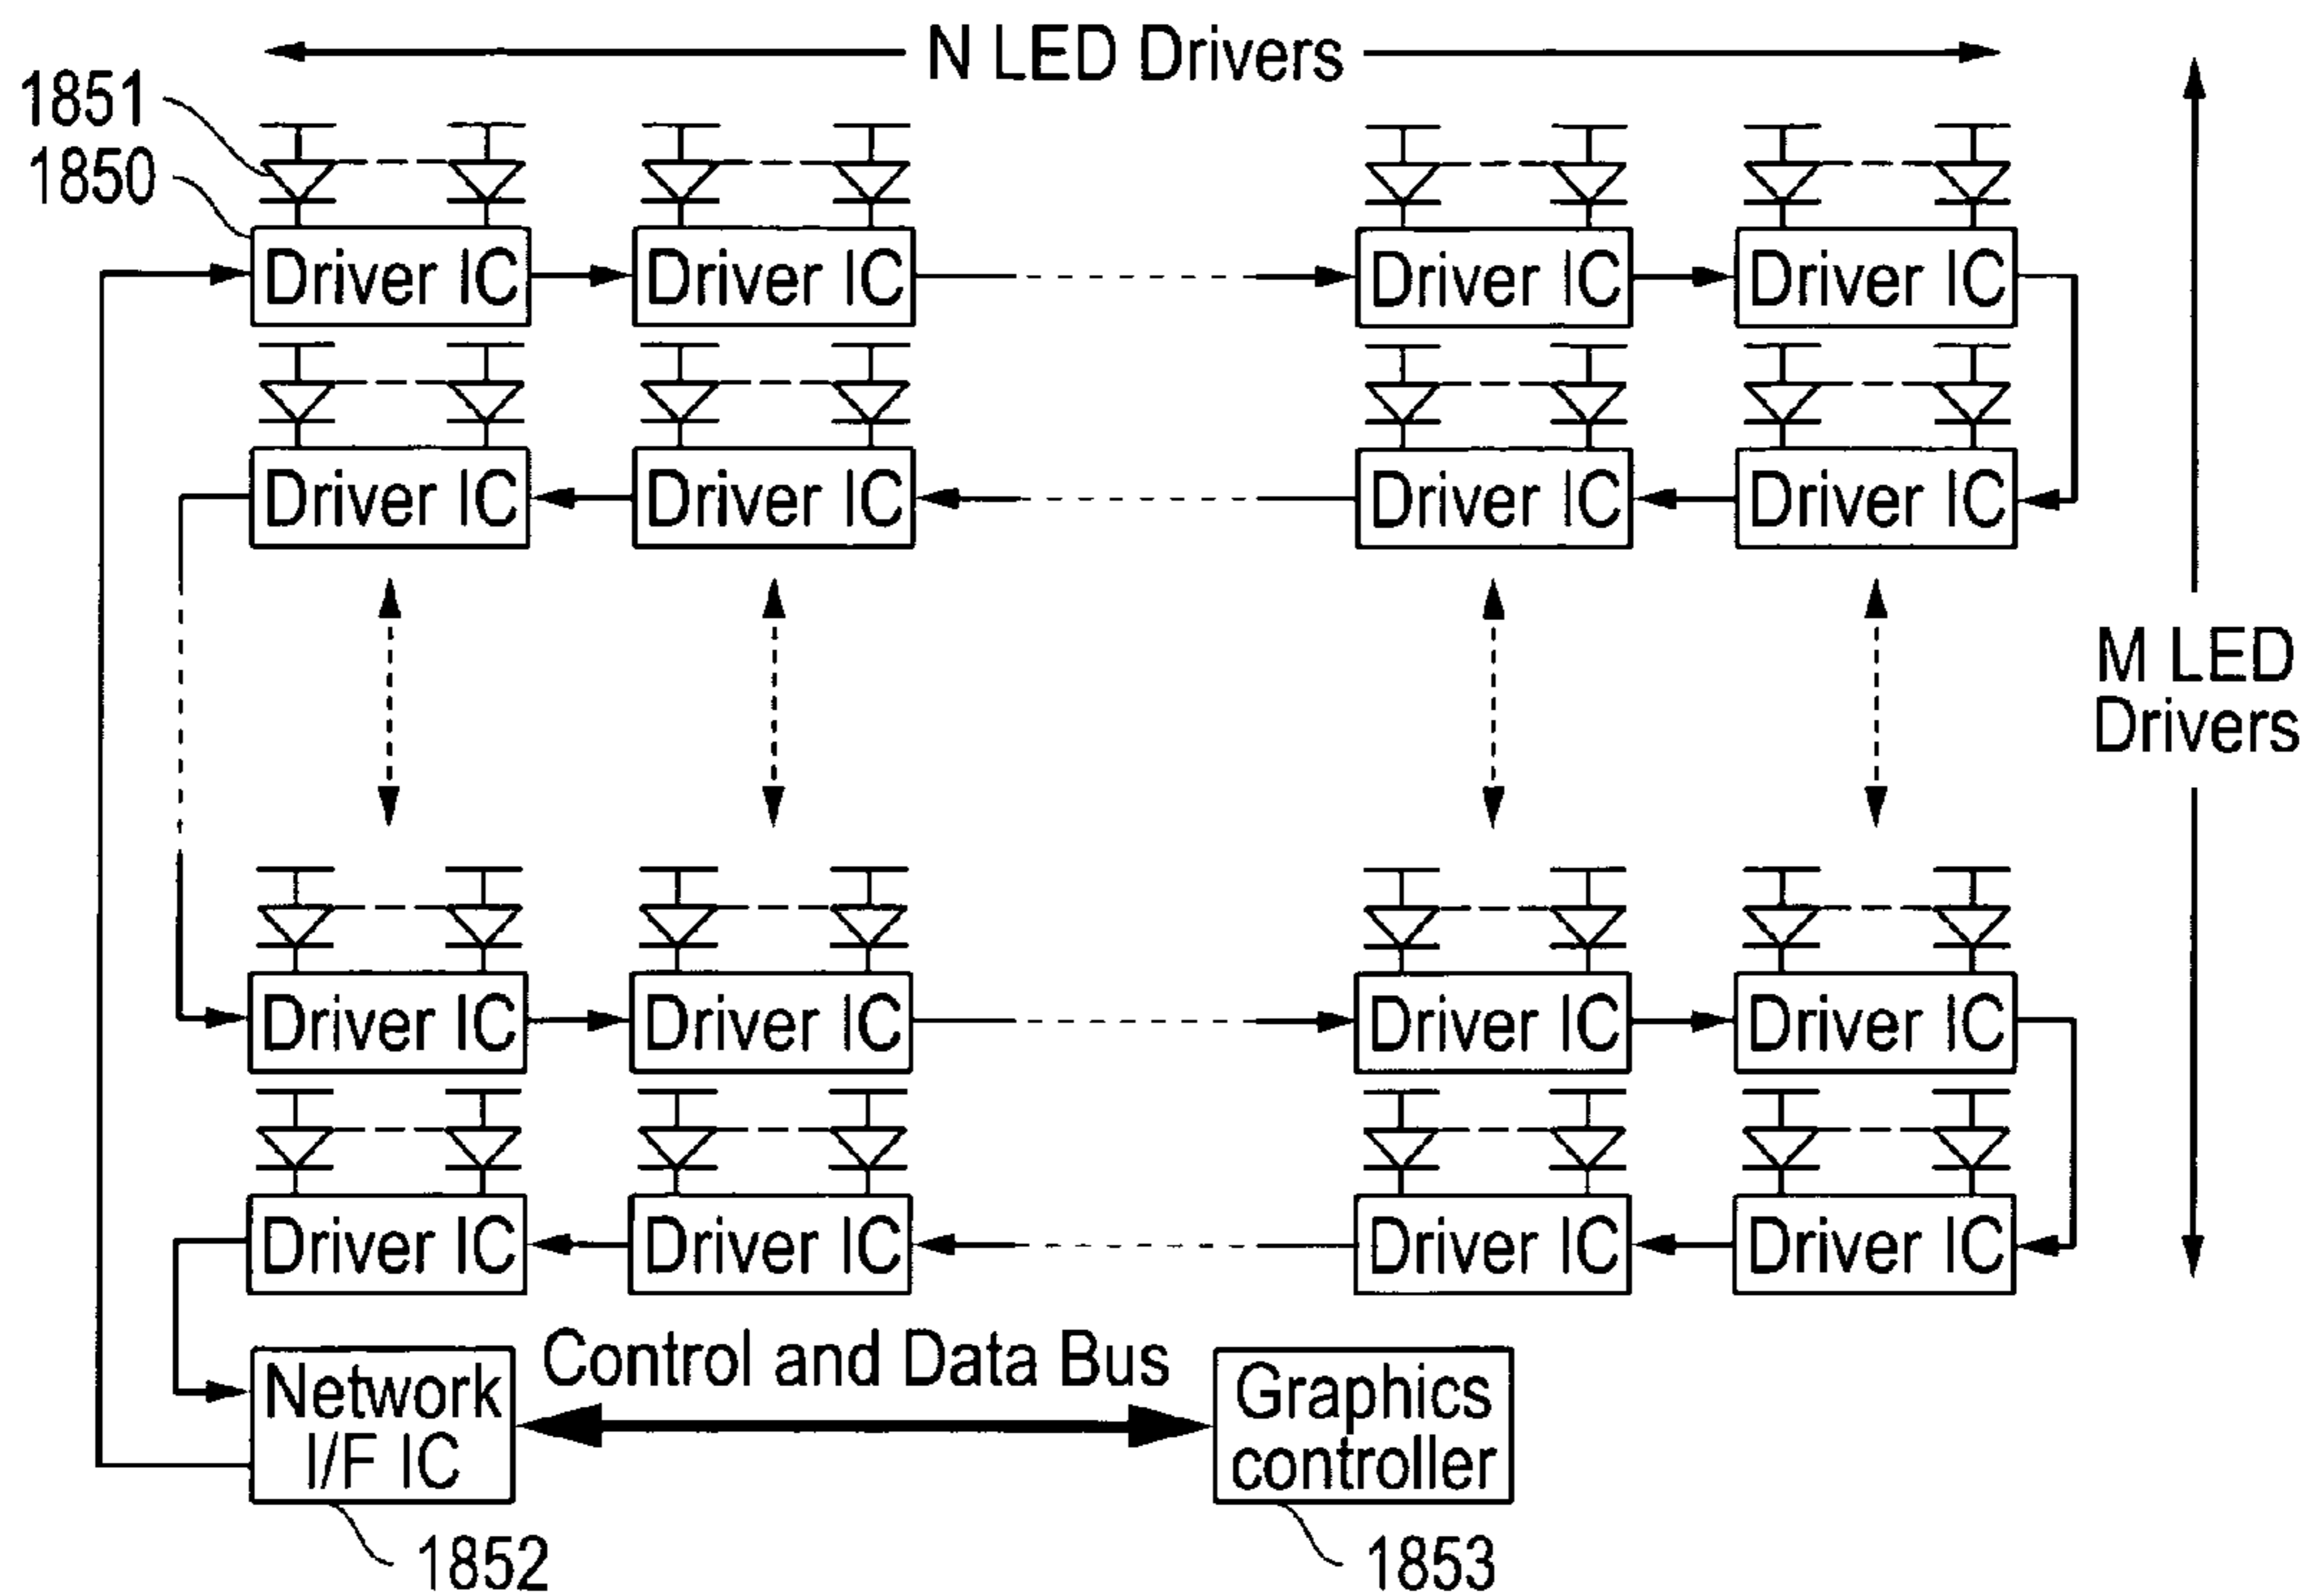 N LED Drivers
1851
1850
Driver IC Driver IC Driver IC Driver IC
Driver IC Driver IC Driver IC Driver IC
M LED
Drivers
Driver IC Driver IC Driver IC Driver IC
Driver IC Driver IC Driver IC Driver IC
Control and Data Bus
Network
I/F IC
Graphics
controller
1852
1853